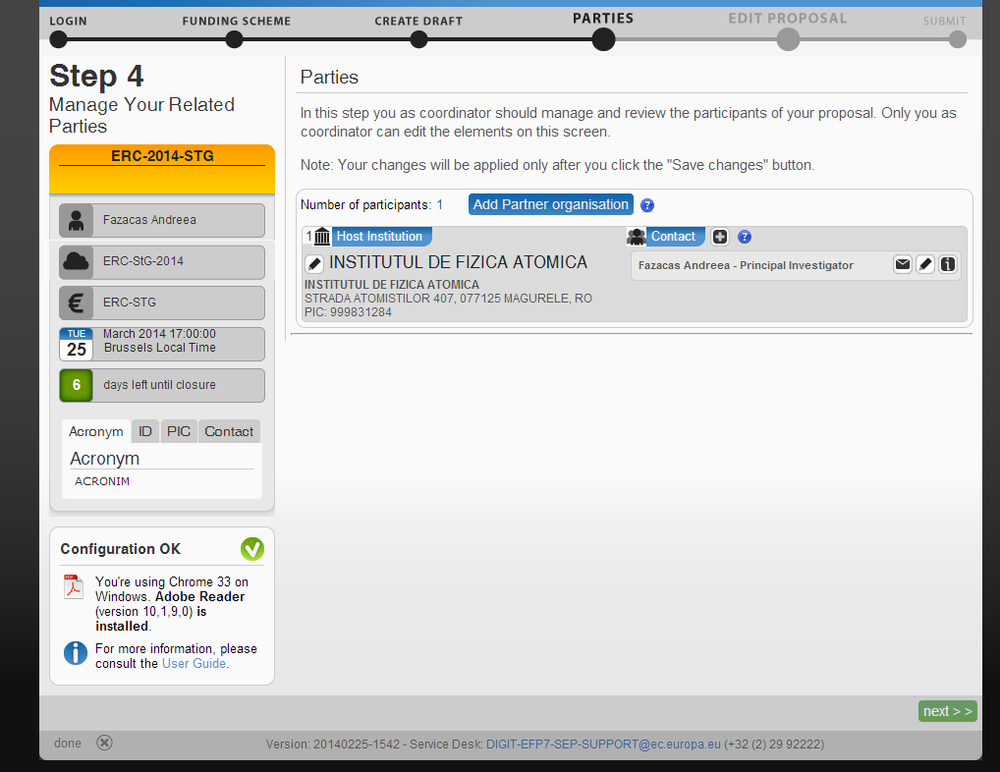 LOGIN
FUNDING SCHEME
CREATE DRAFT
PARTIES
EDIT PROPOSAL
SUBMIT
Step 4
Manage Your Related
Parties
ERC-2014-STG
Fazacas Andreea
ERC-StG-2014
€
ERC-STG
TUE
25
March 2014 17:00:00
Brussels Local Time
6
days left until closure
Acronym ID PIC Contact
Acronym
ACRONIM
Configuration OK
PDF
You're using Chrome 33 on
Windows. Adobe Reader
(version 10,1,9,0) is
installed.
i
For more information, please
consult the User Guide.
Parties
In this step you as coordinator should manage and review the participants of your proposal. Only you as
coordinator can edit the elements on this screen.
Note: Your changes will be applied only after you click the "Save changes" button.
Number of participants: 1 Add Partner organisation ?
1 Host Institution
INSTITUTUL DE FIZICA ATOMICA
INSTITUTUL DE FIZICA ATOMICA
STRADA ATOMISTILOR 407, 077125 MAGURELE, RO
PIC: 999831284
Contact + ?
Fazacas Andreea - Principal Investigator i
next > >
done
Version: 20140225-1542 - Service Desk: DIGIT-EFP7-SEP-SUPPORT@ec.europa.eu (+32 (2) 29 92222)